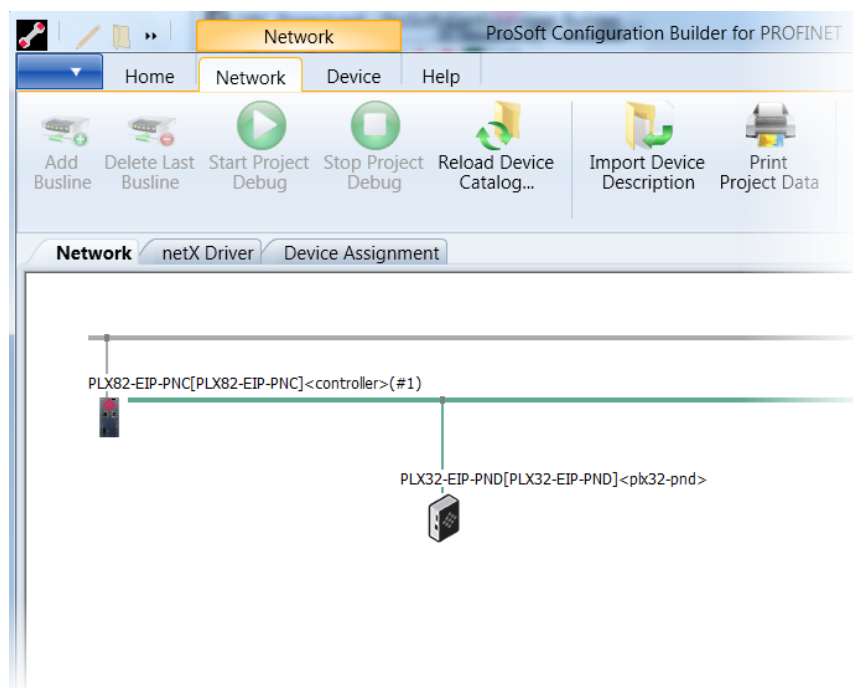 Network
ProSoft Configuration Builder for PROFINET
Home Network Device Help
Add Busline
Delete Last Busline
Start Project Debug
Stop Project Debug
Reload Device Catalog...
Import Device Description
Print Project Data
Network netX Driver Device Assignment
PLX82-EIP-PNC[PLX82-EIP-PNC]<controller>(#1)
PLX32-EIP-PND[PLX32-EIP-PND]<plx32-pnd>